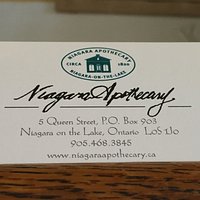 NIAGARA APOTHECARY
CIRCA 1820
NIAGARA-ON-THE-LAKE
Niagara Apothecary
5 Queen Street, P.O. Box 903
Niagara on the Lake, Ontario L0S 1J0
905.468.3845
www.niagaraapothecary.ca